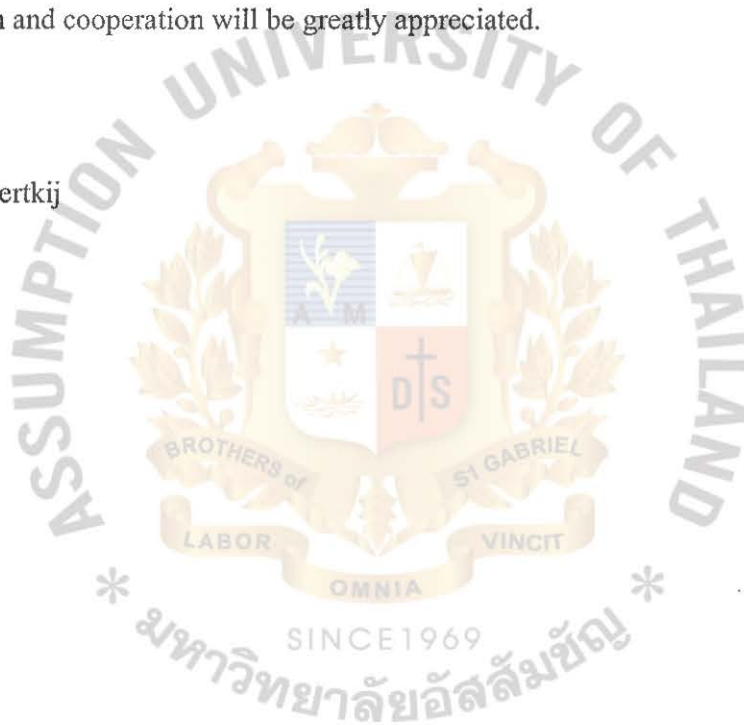 and cooperation will be greatly appreciated.
ertkij
ASSUMPTION UNIVERSITY OF THAILAND
A M
D S
BROTHERS of ST GABRIEL
LABOR OMNIA VINCIT
SINCE1969
* มหาวิทยาลัยอัสสัมชัญ *